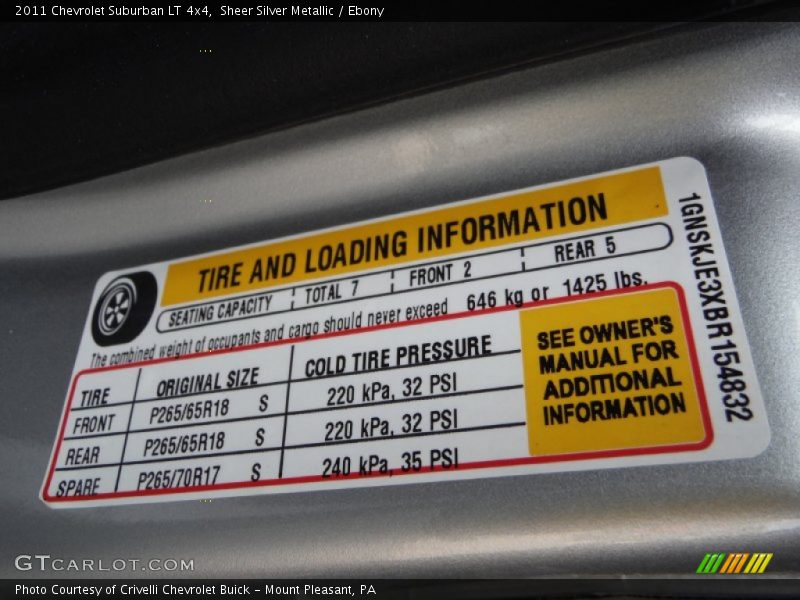 2011 Chevrolet Suburban LT 4x4,  Sheer Silver Metallic / Ebony
TIRE AND LOADING INFORMATION
SEATING CAPACITY TOTAL 7 FRONT 2 REAR 5
The combined weight of occupants and cargo should never exceed 646 kg or 1425 lbs.
TIRE ORIGINAL SIZE COLD TIRE PRESSURE
FRONT P265/65R18 S 220 kPa, 32 PSI
REAR P265/65R18 S 220 kPa, 32 PSI
SPARE P265/70R17 S 240 kPa, 35 PSI
SEE OWNER'S
MANUAL FOR
ADDITIONAL
INFORMATION
1GNSKJE3XBR154832
GTCARLOT.COM
Photo Courtesy of Crivelli Chevrolet Buick - Mount Pleasant, PA